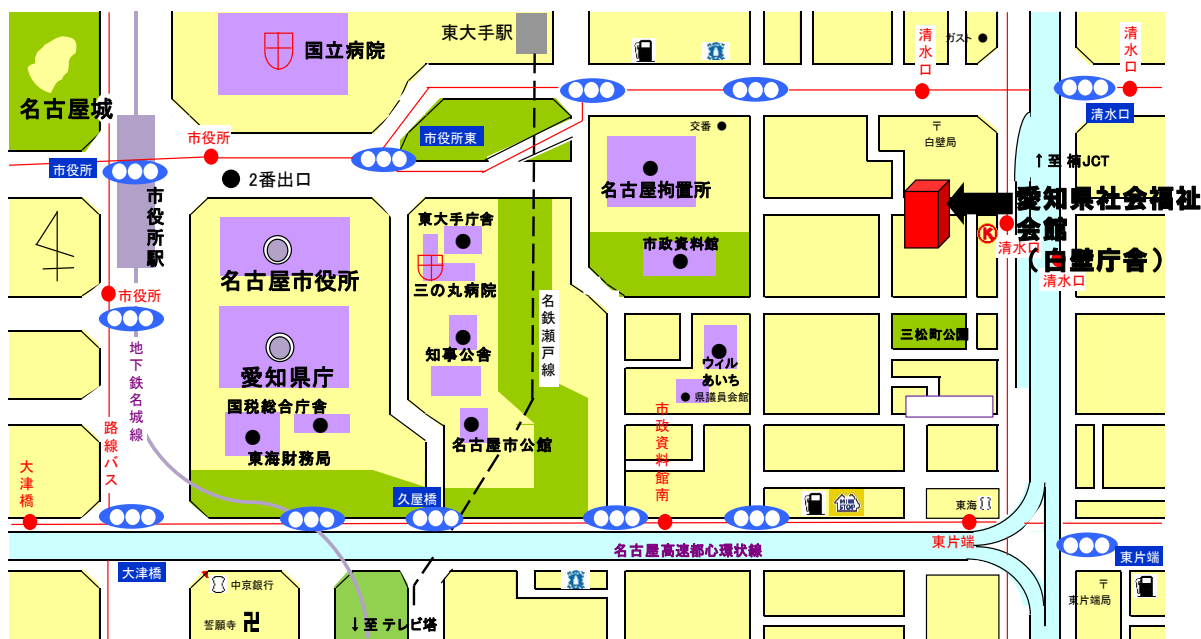 東大手駅
国立病院
名古屋城
清水口
ガスト
清水口
清水口
市役所
市役所
市役所東
交番
〒
白壁局
↑至 楠JCT
2番出口
市役所駅
名古屋拘置所
愛知県社会福祉
会館
（白壁庁舎）
東大手庁舎
市政資料館
K
清水口
清水口
名古屋市役所
三の丸病院
市役所
名鉄瀬戸線
知事公舎
三松町公園
地下鉄名城線
愛知県庁
ウィル
あいち
県議員会館
国税総合庁舎
市政資料館南
路線バス
東海財務局
名古屋市公館
大津橋
久屋橋
東海
東片端
名古屋高速都心環状線
東片端
大津橋
中京銀行
〒
東片端局
誓願寺
卍
↓至 テレビ塔